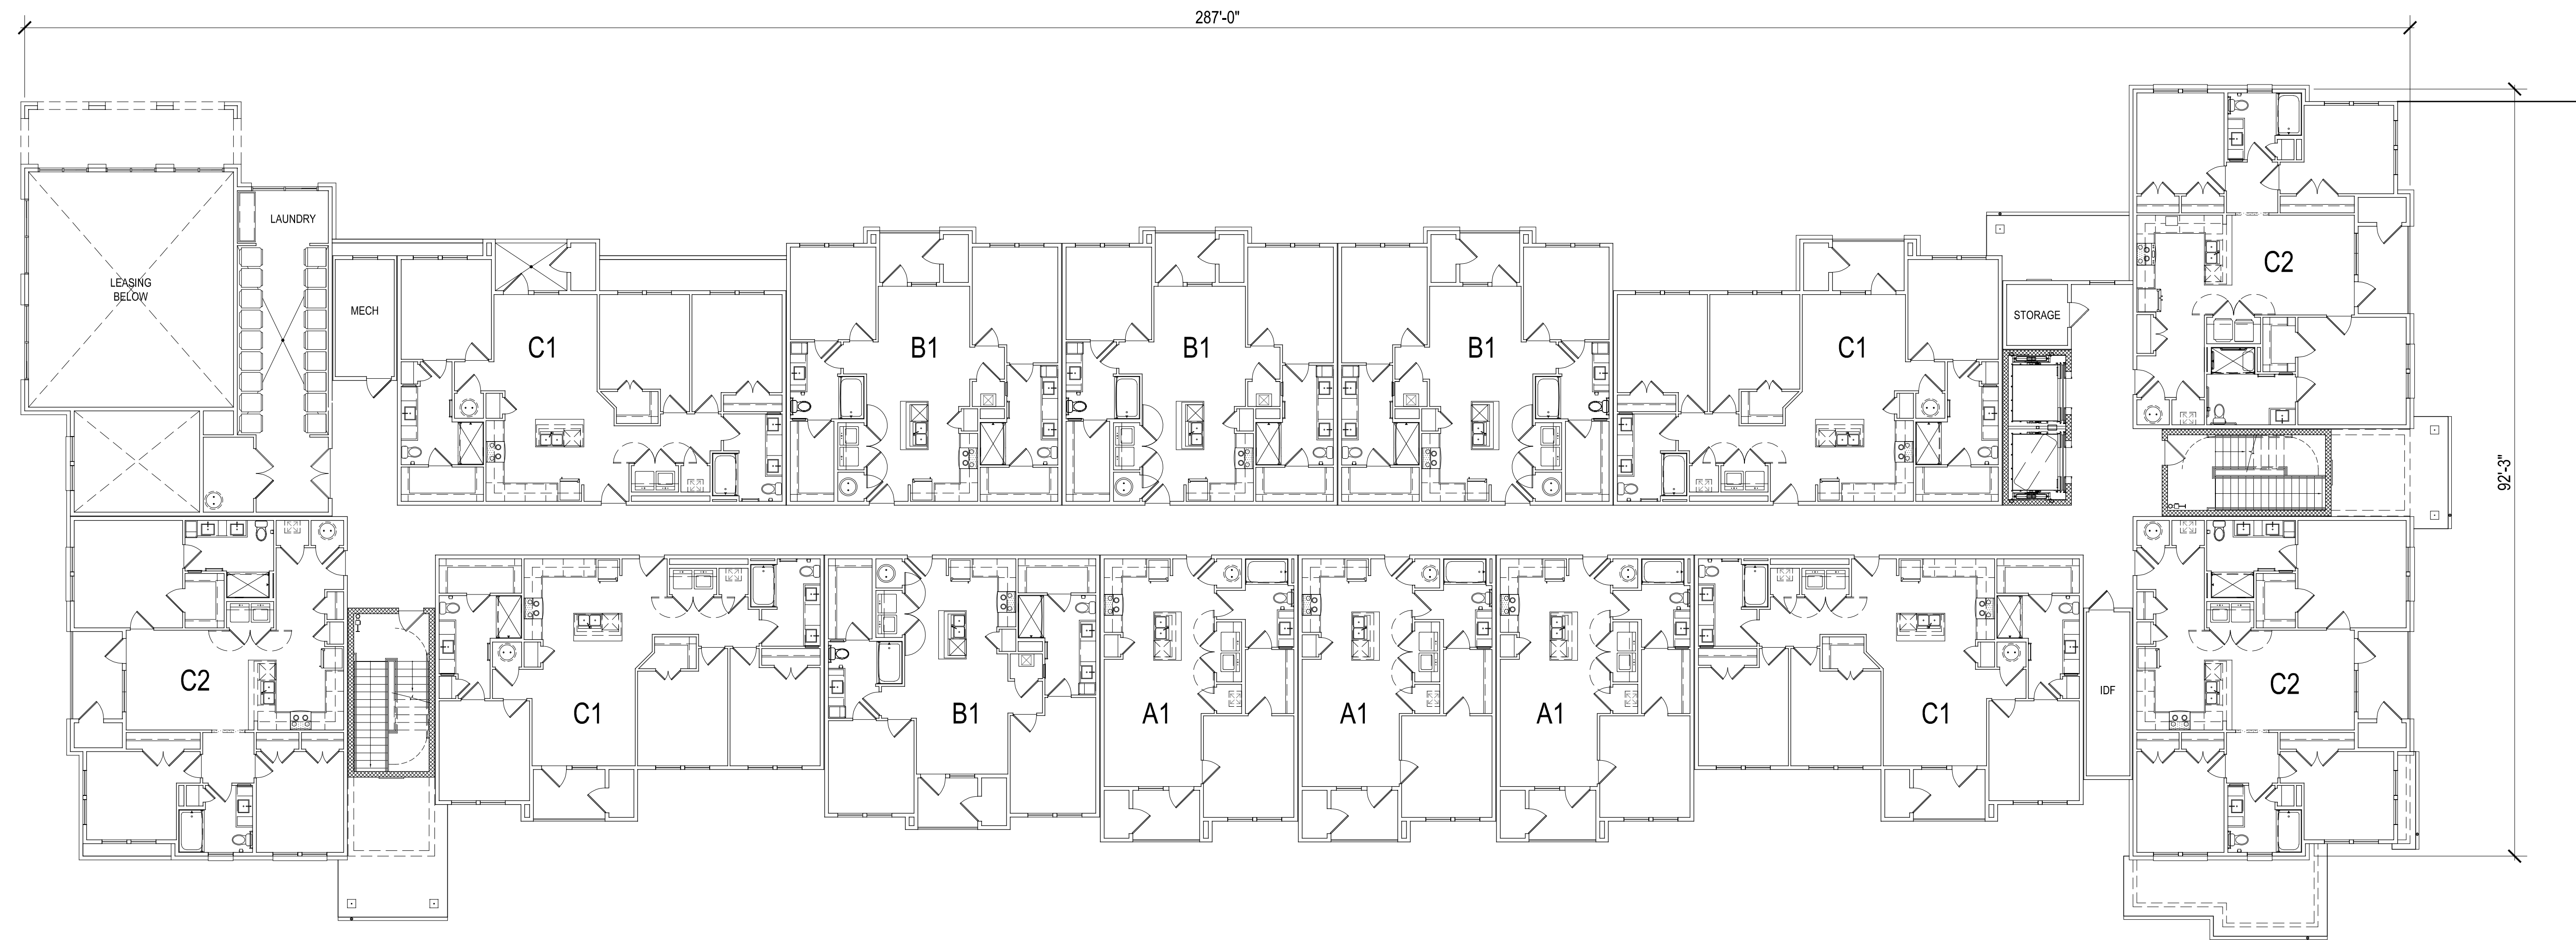 287'-0"
LAUNDRY
C2
LEASING
BELOW
MECH
STORAGE
C1
B1
B1
B1
C1
92'-3"
C2
C2
IDF
C1
B1
A1
A1
A1
C1